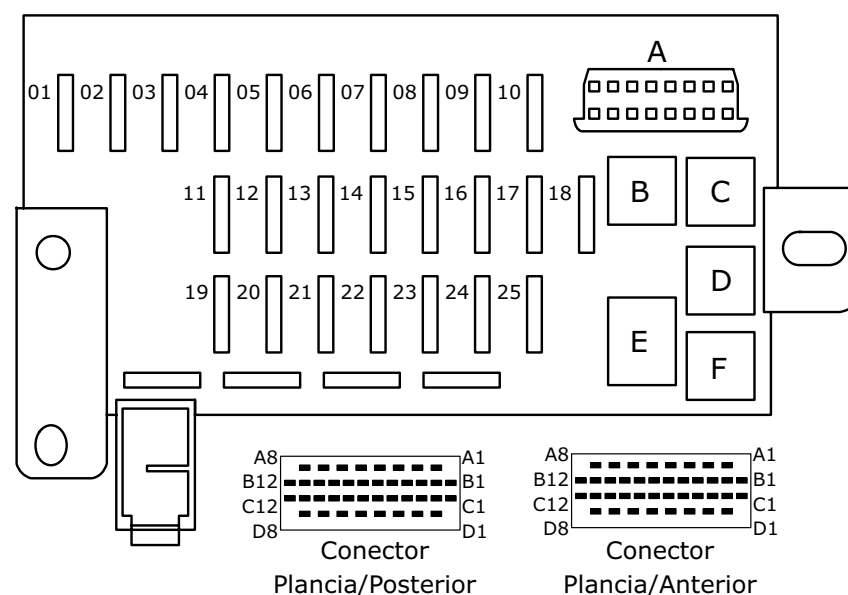 A
01 02 03 04 05 06 07 08 09 10
B C
11 12 13 14 15 16 17 18
D
19 20 21 22 23 24 25
E
F
A8 A1 A8 A1
B12 B1 B12 B1
C12 C1 C12 C1
D8 D1 D8 D1
Conector Conector
Plancia/Posterior Plancia/Anterior